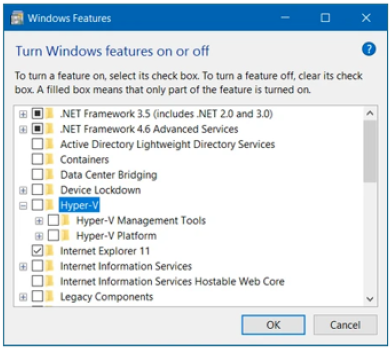 Windows Features
Turn Windows features on or off
To turn a feature on, select its check box. To turn a feature off, clear its check
box. A filled box means that only part of the feature is turned on.
.NET Framework 3.5 (includes .NET 2.0 and 3.0)
.NET Framework 4.6 Advanced Services
Active Directory Lightweight Directory Services
Containers
Data Center Bridging
Device Lockdown
Hyper-V
Hyper-V Management Tools
Hyper-V Platform
Internet Explorer 11
Internet Information Services
Internet Information Services Hostable Web Core
Legacy Components
OK
Cancel